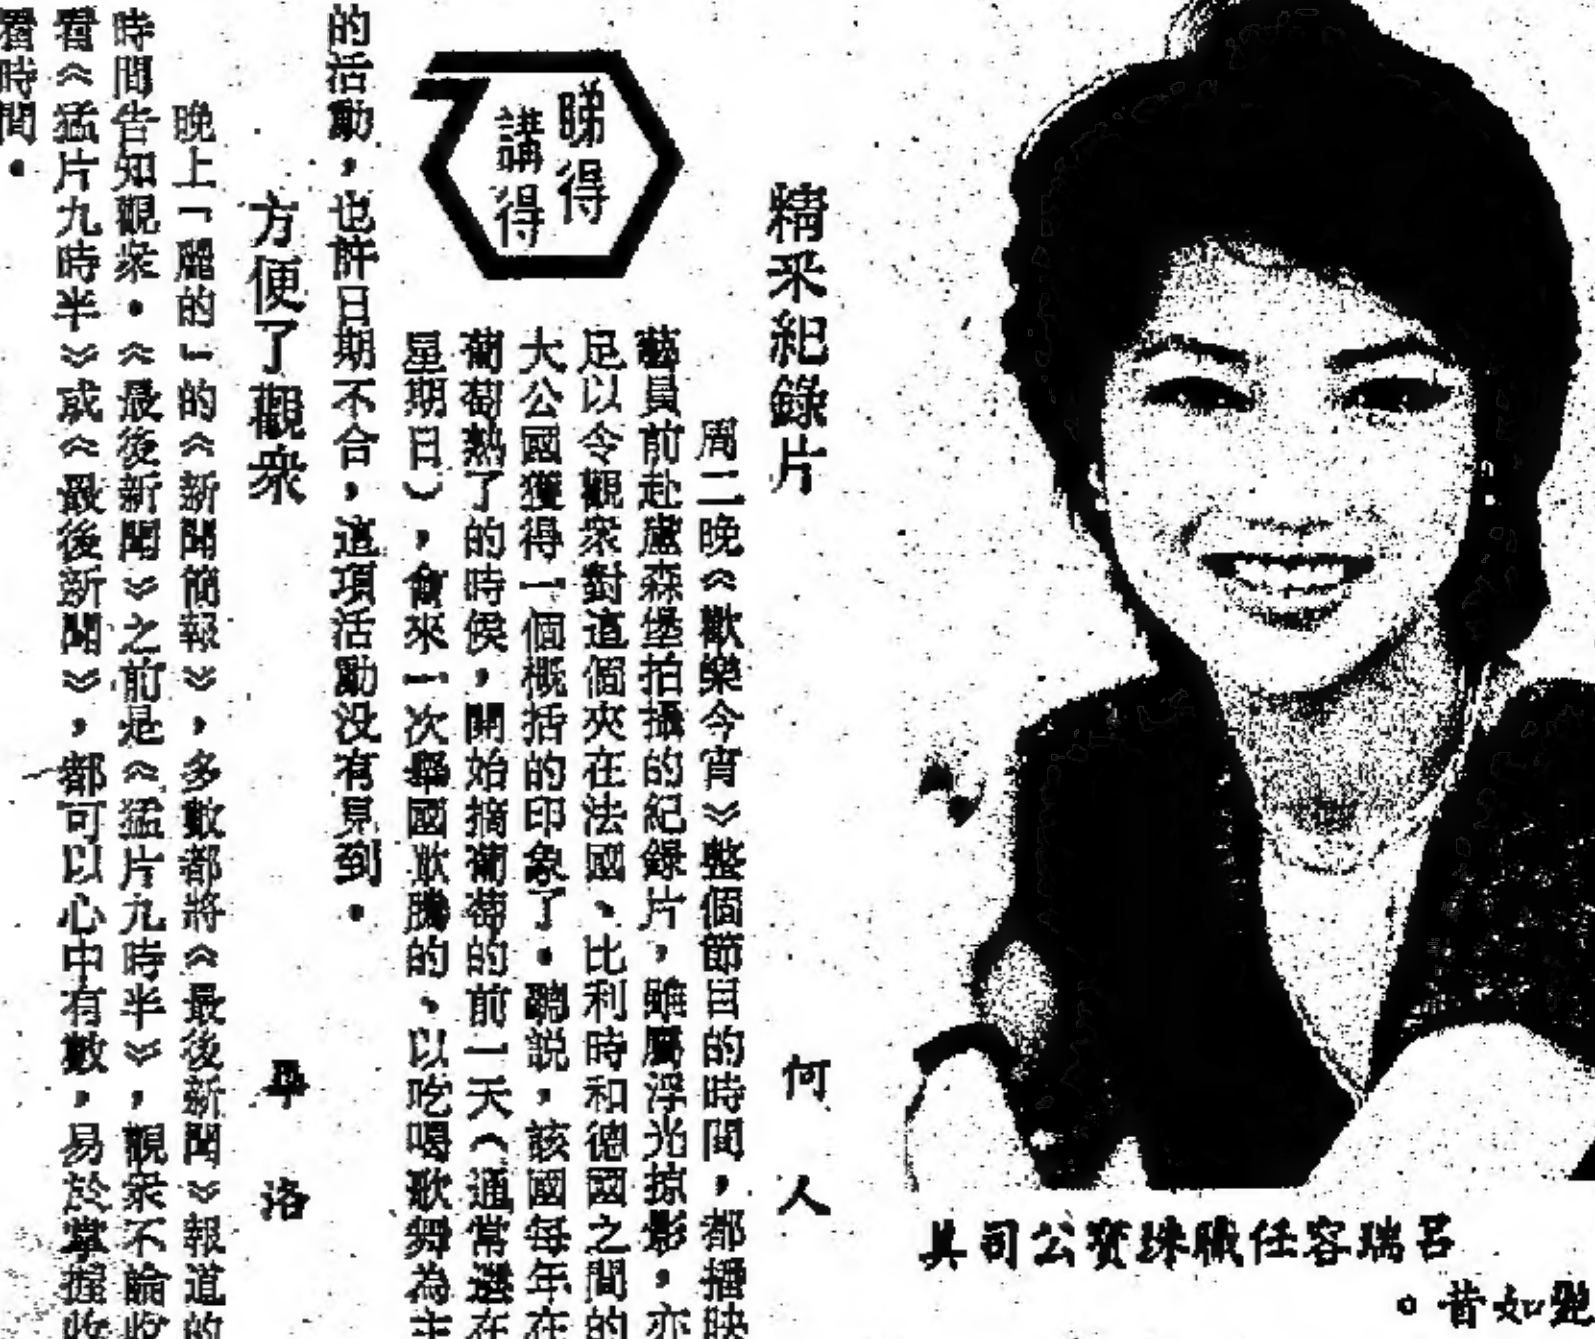 精采紀錄片
何人
周二晚《歡樂今宵》整個節目的時間，都播映
藝員前赴盧森堡拍攝的紀錄片，雖屬浮光掠影，亦
足以令觀衆對這個夾在法國、比利時和德國之間的
大公國獲得一個概括的印象了。聽説，該國每年在
葡萄熟了的時候，開始摘葡萄的前一天（通常選在
星期日），會來一次舉國歡騰的、以吃喝歌舞為主
睇得
講得
的活動，也許日期不合，這項活動没有見到。
方便了觀衆
洛
晚上「麗的」的《新聞簡報》，多數都將《最後新聞》報道的
時間告知觀衆。《最後新聞》之前是《猛片九時半》，觀衆不論收
看《猛片九時半》或《最後新聞》，都可以心中有數，易於掌握收
看時間。
呂瑞容任職珠寶公司其
艷如昔。